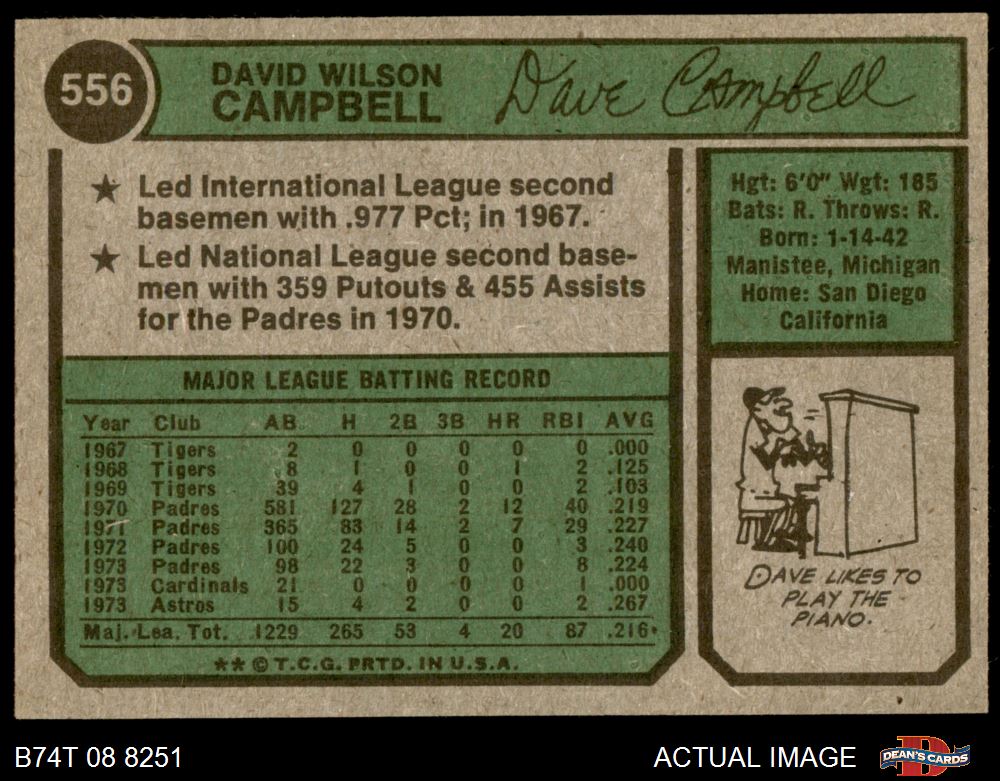 556
DAVID WILSON
CAMPBELL
Dave Campbell
★ Led International League second
basemen with .977 Pct; in 1967.
★ Led National League second base-
men with 359 Putouts & 455 Assists
for the Padres in 1970.
Hgt: 6'0" Wgt: 185
Bats: R. Throws: R.
Born: 1-14-42
Manistee, Michigan
Home: San Diego
California
MAJOR LEAGUE BATTING RECORD
Year Club AB H 2B 3B HR RBI AVG
1967 Tigers 2 0 0 0 0 0 .000
1968 Tigers 8 1 0 0 1 2 .125
1969 Tigers 39 4 1 0 0 2 .103
1970 Padres 581 127 28 2 12 40 .219
1971 Padres 365 83 14 2 7 29 .227
1972 Padres 100 24 5 0 0 3 .240
1973 Padres 98 22 3 0 0 8 .224
1973 Cardinals 21 0 0 0 0 1 .000
1973 Astros 15 4 2 0 0 2 .267
Maj. Lea. Tot. 1229 265 53 4 20 87 .216
** © T.C.G. PRTD. IN U.S.A.
DAVE LIKES TO
PLAY THE
PIANO.
B74T 08 8251
ACTUAL IMAGE
DEAN'S CARDS